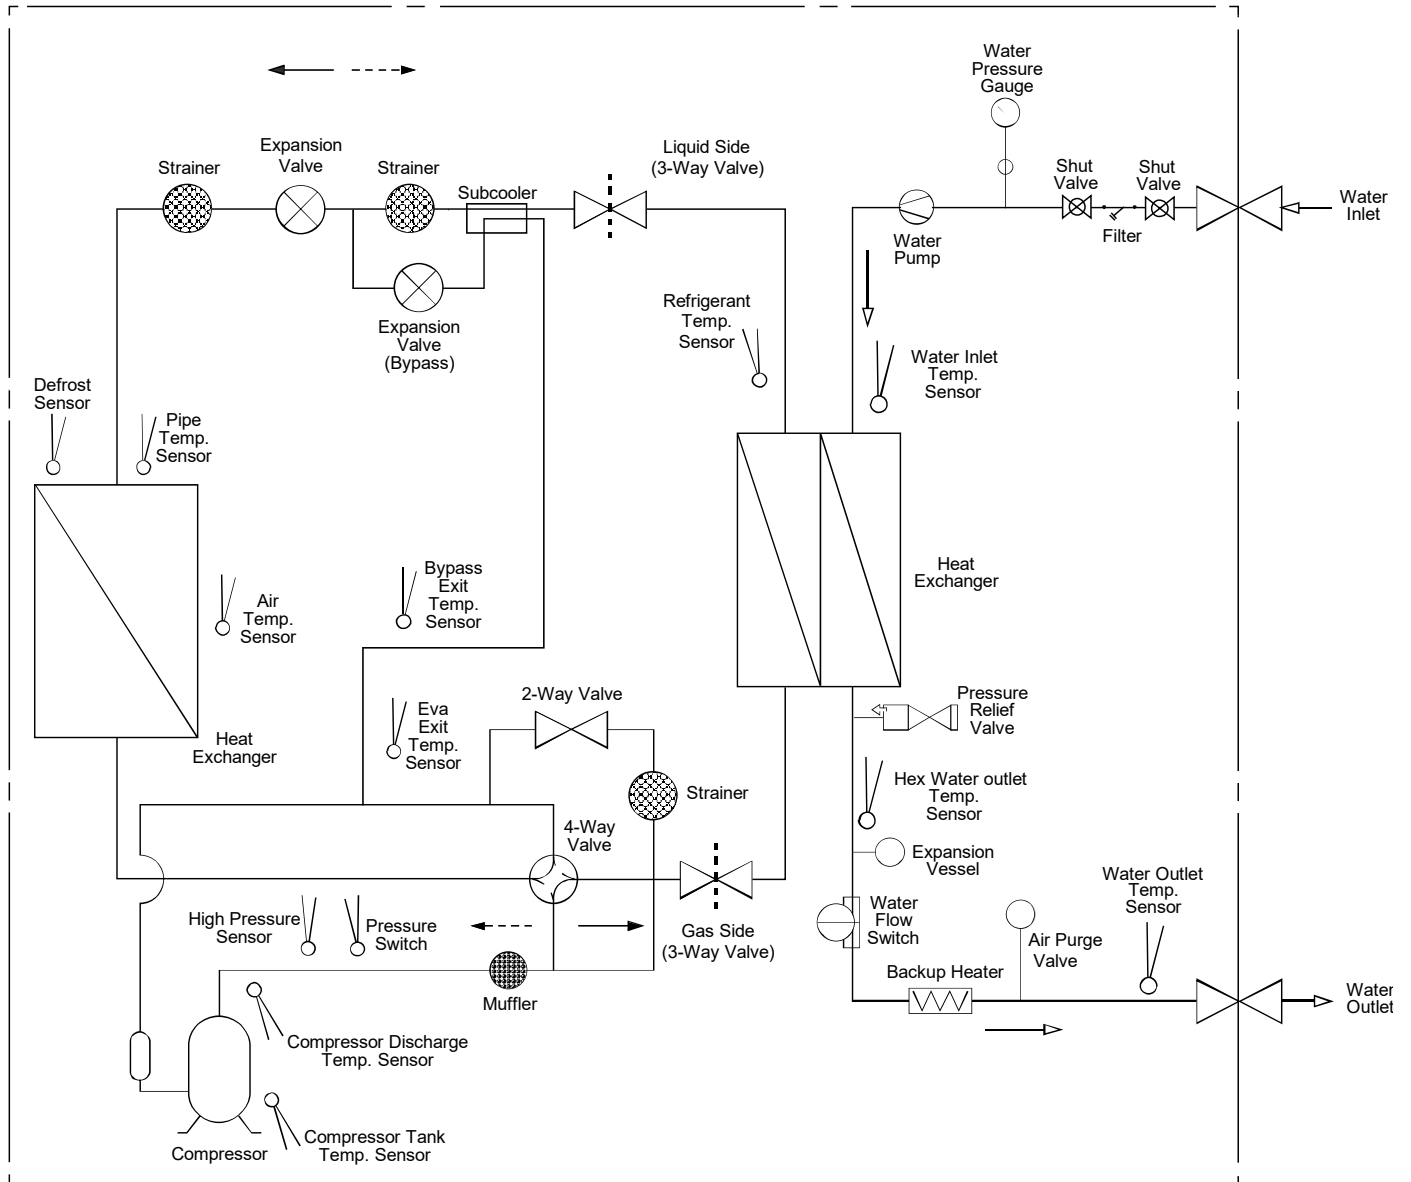 Water
Pressure
Gauge
Expansion
Valve
Strainer
Strainer
Subcooler
Liquid Side
(3-Way Valve)
Shut
Valve
Shut
Valve
Filter
Water
Inlet
Water
Pump
Expansion
Valve
(Bypass)
Refrigerant
Temp.
Sensor
Water Inlet
Temp.
Sensor
Defrost
Sensor
Pipe
Temp.
Sensor
Air
Temp.
Sensor
Bypass
Exit
Temp.
Sensor
Heat
Exchanger
Heat
Exchanger
Eva
Exit
Temp.
Sensor
2-Way Valve
Strainer
Pressure
Relief
Valve
Hex Water outlet
Temp.
Sensor
4-Way
Valve
Expansion
Vessel
High Pressure
Sensor
Pressure
Switch
Gas Side
(3-Way Valve)
Water
Flow
Switch
Water Outlet
Temp.
Sensor
Air Purge
Valve
Backup Heater
Muffler
Water
Outlet
Compressor Discharge
Temp. Sensor
Compressor Tank
Temp. Sensor
Compressor